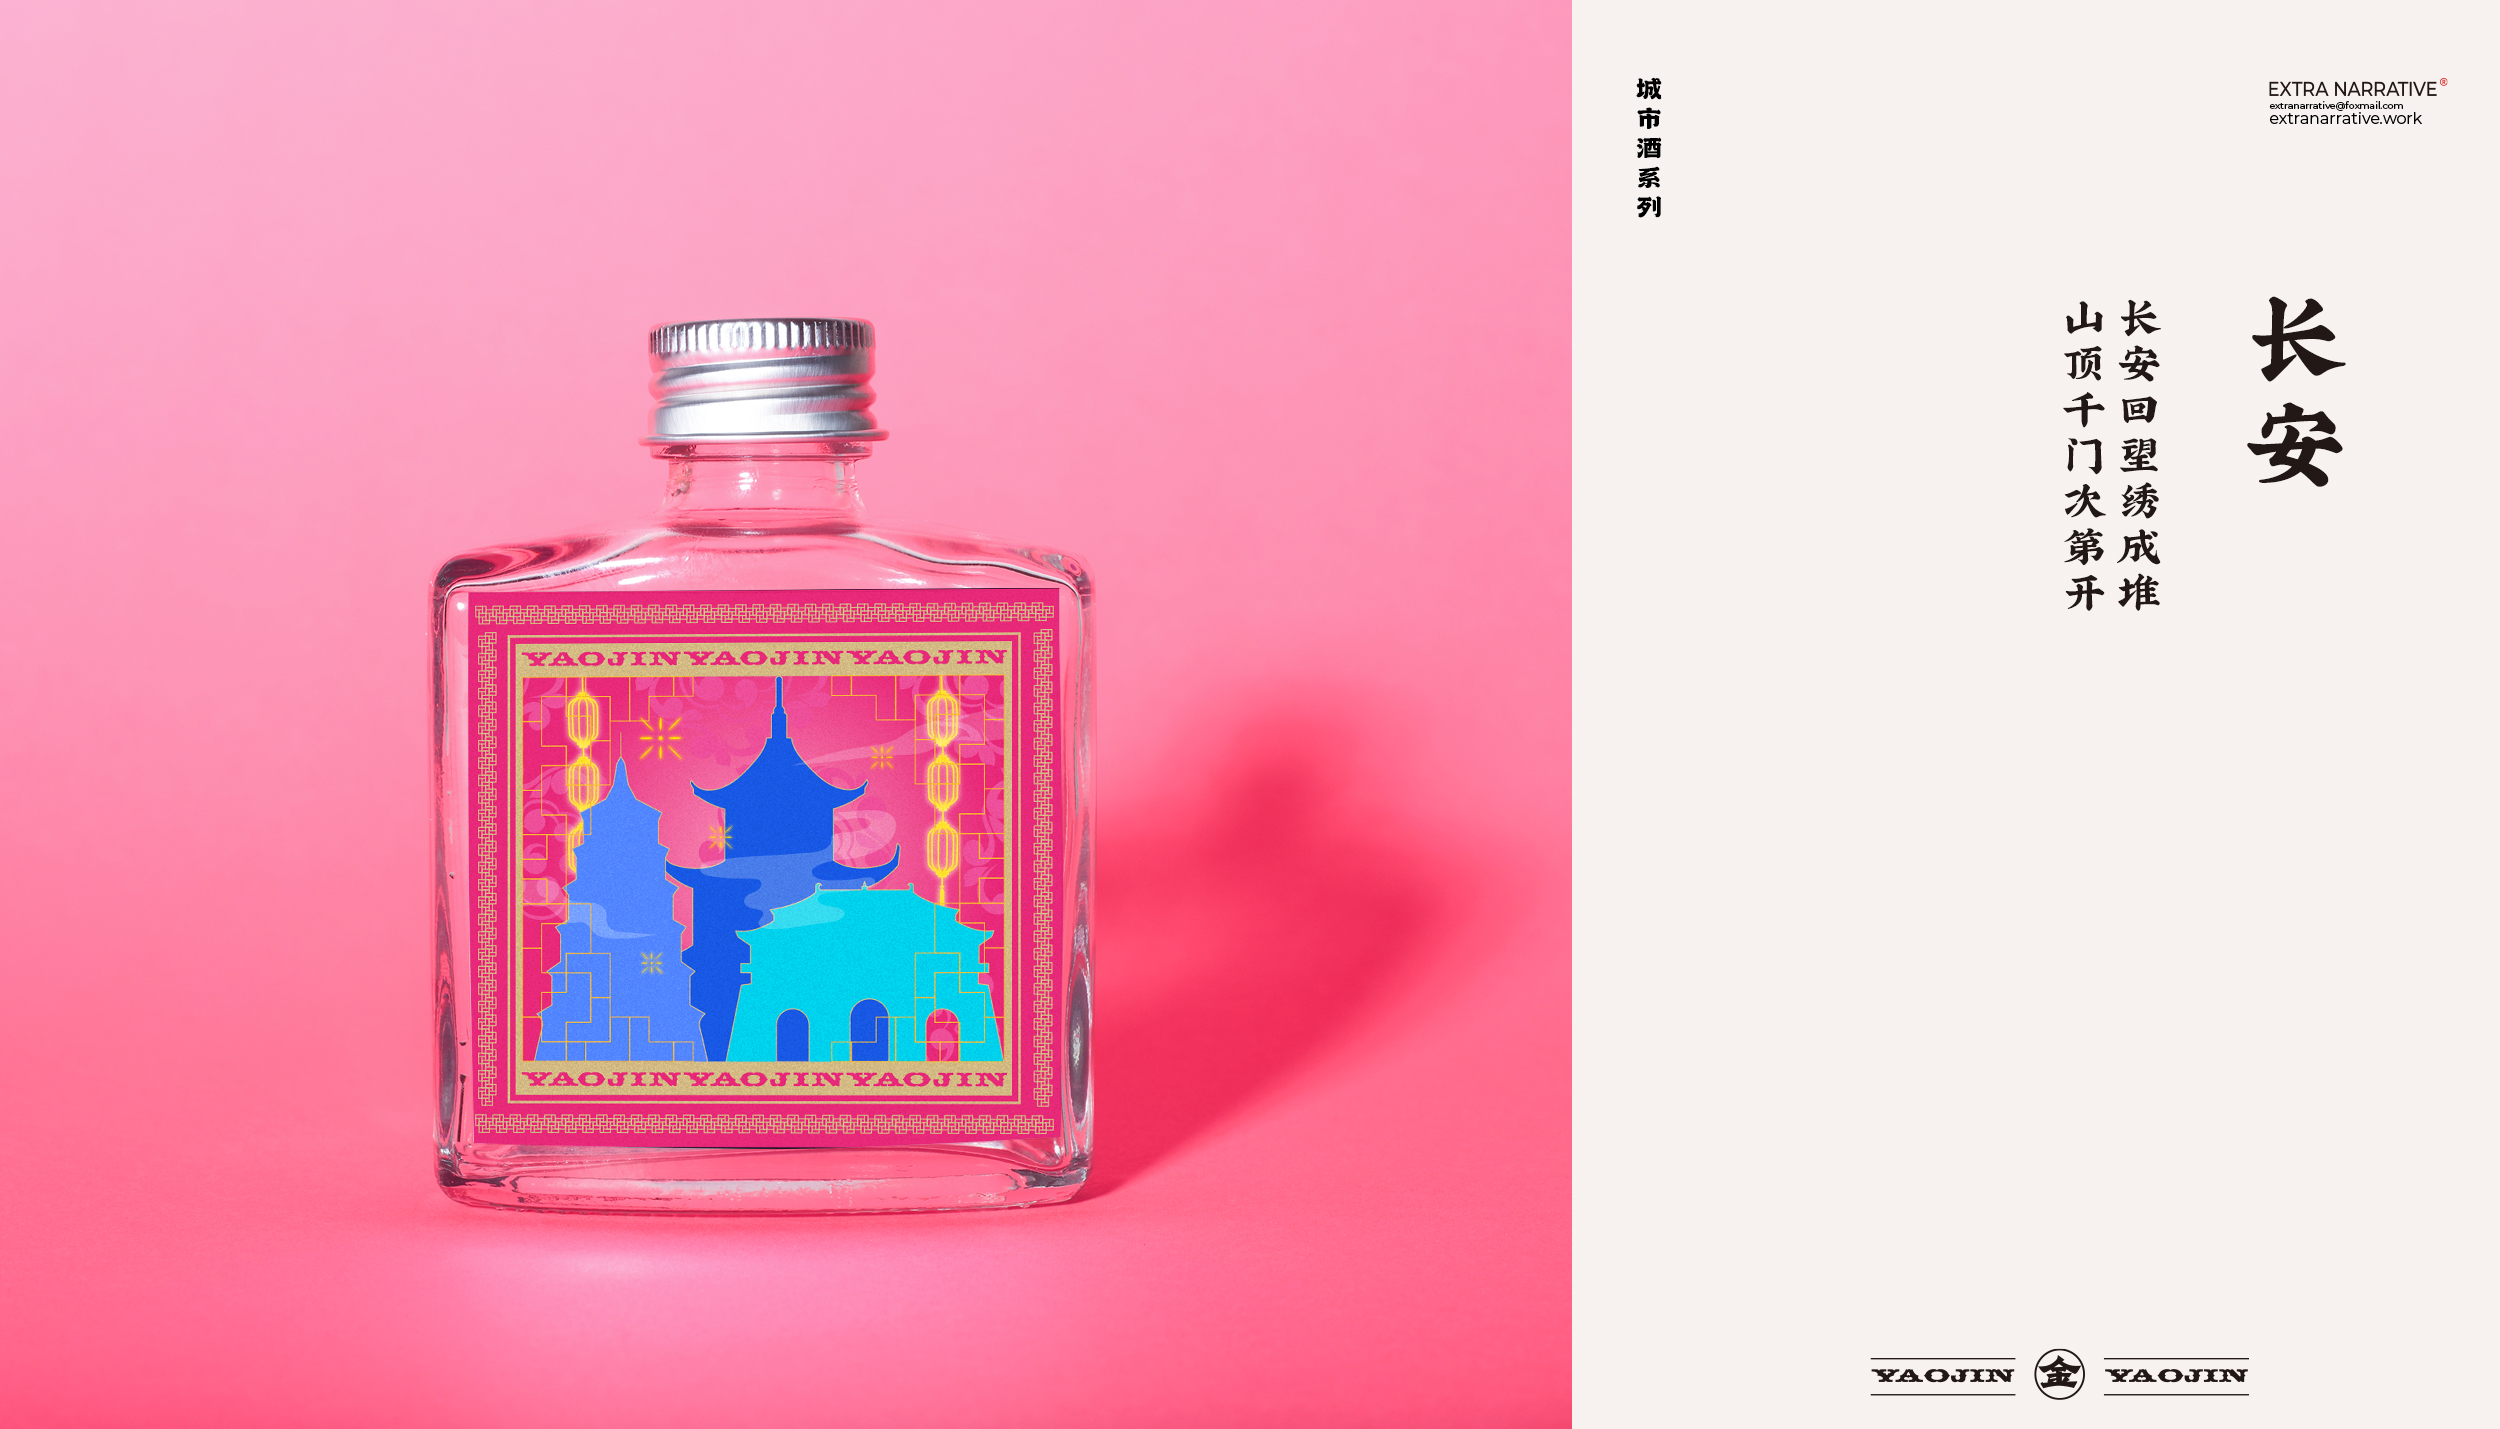 YAOJINYAOJINYAOJIN
YAOJINYAOJINYAOJIN
城市酒系列
EXTRA NARRATIVE®
extranarrative@foxmail.com
extranarrative.work
长安
长安回望绣成堆
山顶千门次第开
YAOJIN 金 YAOJIN